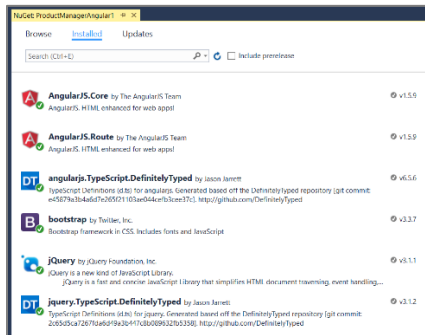 NuGet: ProductManagerAngular1
Browse Installed Updates
Search (Ctrl+E) Include prerelease
AngularJS.Core by The AngularJS Team v1.5.9
AngularJS. HTML enhanced for web apps!
AngularJS.Route by The AngularJS Team v1.5.9
AngularJS. HTML enhanced for web apps!
DT angularjs.TypeScript.DefinitelyTyped by Jason Jarrett v6.5.6
TypeScript Definitions (d.ts) for angularjs. Generated based off the DefinitelyTyped repository [git commit:
e45879a3b4a6d7e265f21103ae044cefb3cee37c]. http://github.com/DefinitelyTyped
B bootstrap by Twitter, Inc. v3.3.7
Bootstrap framework in CSS. Includes fonts and JavaScript
jQuery by jQuery Foundation, Inc. v3.1.1
jQuery is a new kind of JavaScript Library.
jQuery is a fast and concise JavaScript Library that simplifies HTML document traversing, event handling,...
DT jquery.TypeScript.DefinitelyTyped by Jason Jarrett v3.1.2
TypeScript Definitions (d.ts) for jquery. Generated based off the DefinitelyTyped repository [git commit:
2c65d5ca7267fda6d49a3b447c8b089632fb5358]. http://github.com/DefinitelyTyped